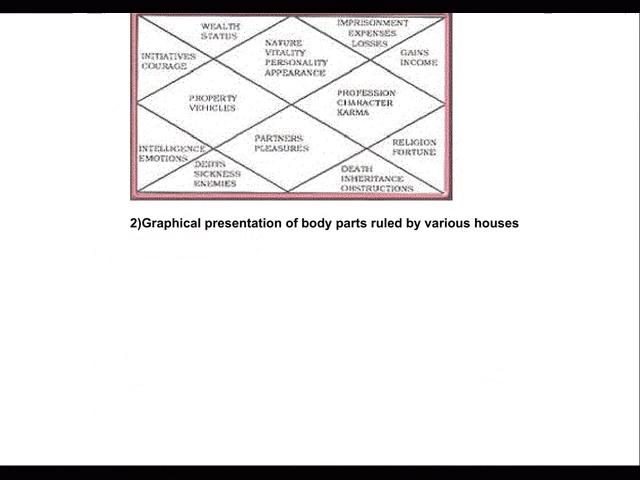 WEALTH
STATUS
IMPRISONMENT
EXPENSES
LOSSES
NATURE
VITALITY
PERSONALITY
APPEARANCE
INITIATIVES
COURAGE
GAINS
INCOME
PROPERTY
VEHICLES
PROFESSION
CHARACTER
KARMA
PARTNERS
PLEASURES
INTELLIGENCE
EMOTIONS
RELIGION
FORTUNE
DEBTS
SICKNESS
ENEMIES
DEATH
INHERITANCE
OBSTRUCTIONS
2)Graphical presentation of body parts ruled by various houses